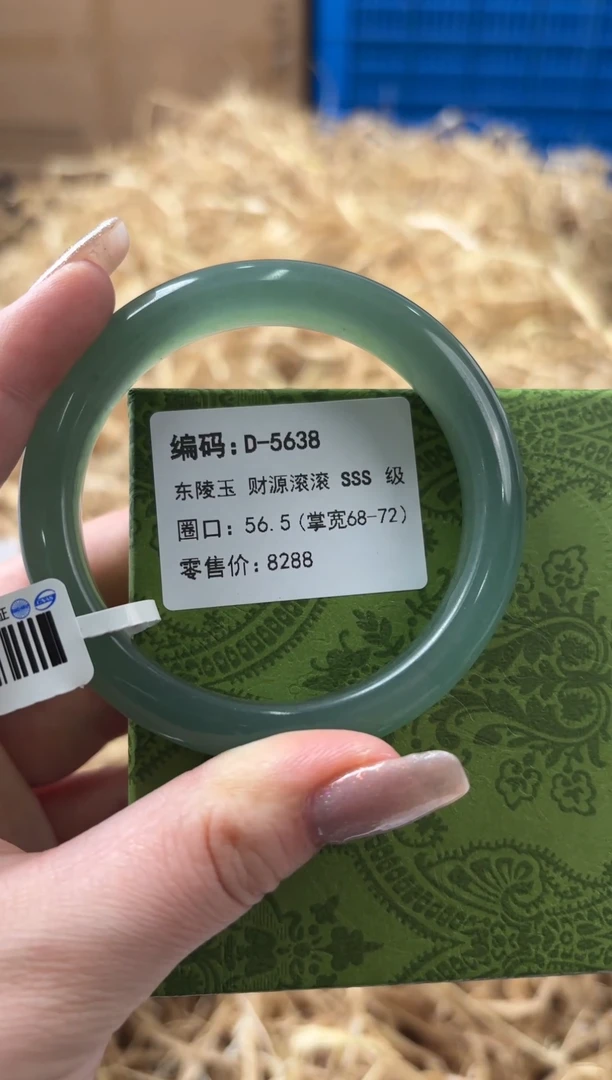 编码:D-5638
东陵玉 财源滚滚 SSS 级
圈口: 56.5(掌宽68-72)
零售价:8288
证